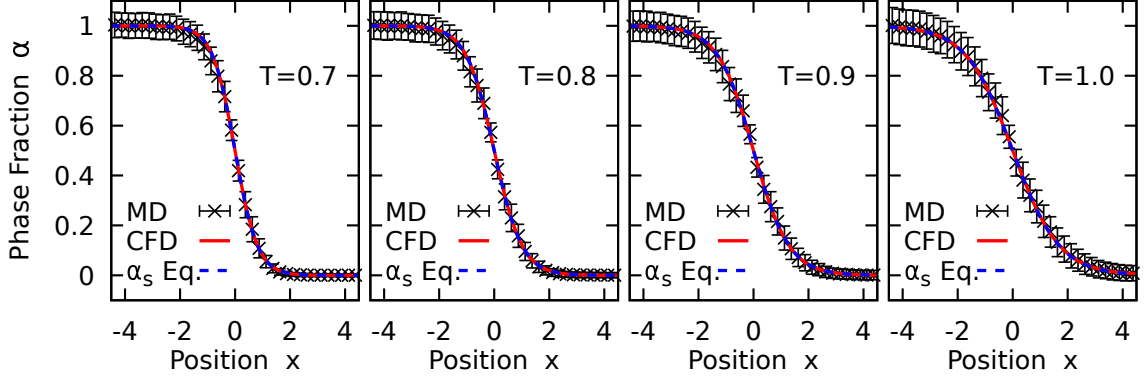 Phase Fraction α
1
0.8
0.6
0.4
0.2
0
T=0.7
MD
CFD
αs Eq.
-4 -2 0 2 4
Position x
T=0.8
MD
CFD
αs Eq.
-4 -2 0 2 4
Position x
T=0.9
MD
CFD
αs Eq.
-4 -2 0 2 4
Position x
T=1.0
MD
CFD
αs Eq.
-4 -2 0 2 4
Position x